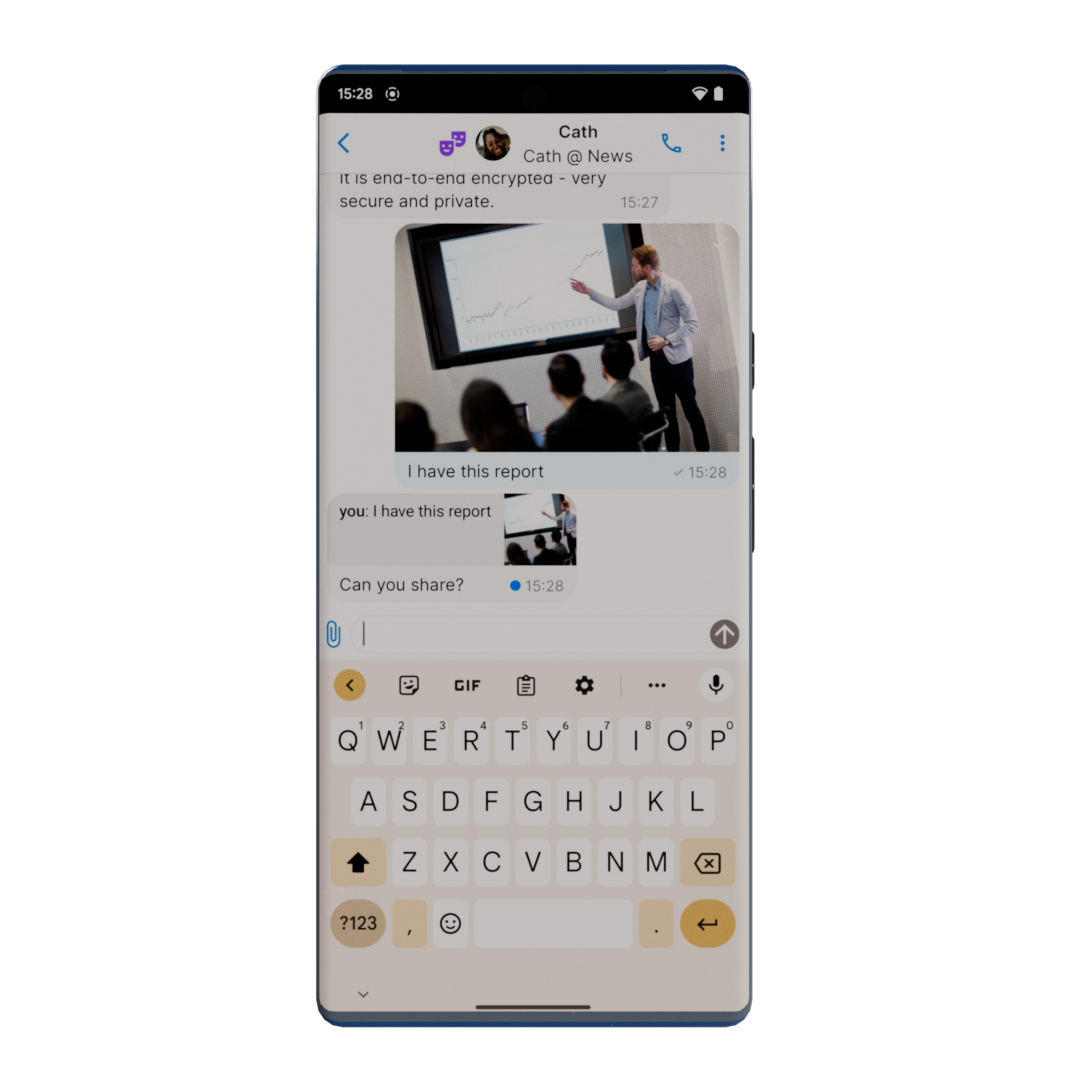 15:28
Cath
Cath @ News
It is end-to-end encrypted - very
secure and private. 15:27
I have this report 15:28
you: I have this report
Can you share? 15:28
GIF
Q1 W2 E3 R4 T5 Y6 U7 I8 O9 P0
A S D F G H J K L
Z X C V B N M
?123 , .